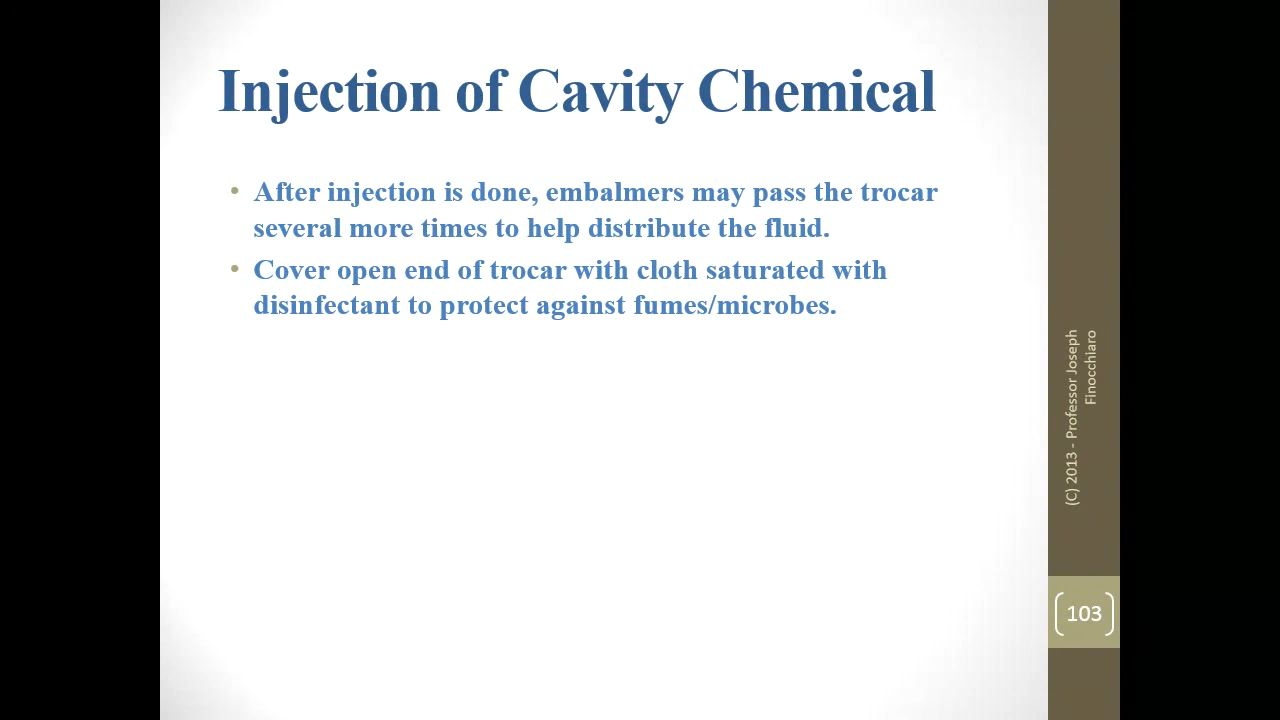 Injection of Cavity Chemical
• After injection is done, embalmers may pass the trocar
several more times to help distribute the fluid.
• Cover open end of trocar with cloth saturated with
disinfectant to protect against fumes/microbes.
(C) 2013 - Professor Joseph
Finocchiaro
103